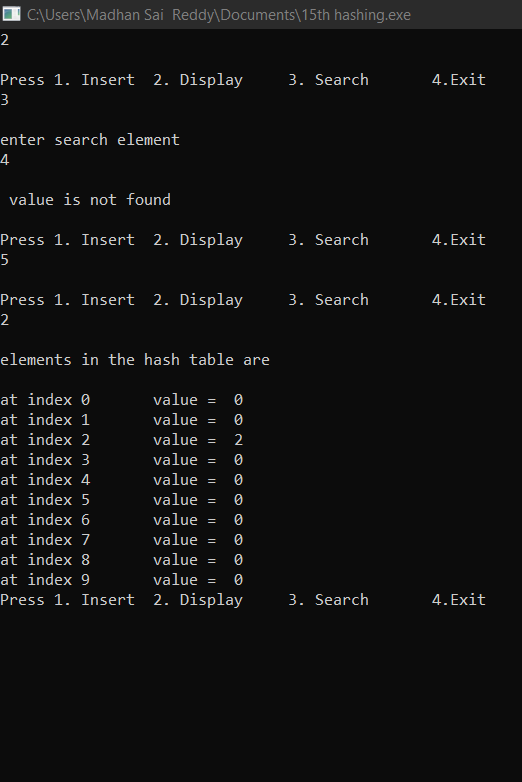 C:\Users\Madhan Sai  Reddy\Documents\15th hashing.exe
2
Press 1. Insert  2. Display     3. Search       4.Exit
3
enter search element
4
 value is not found
Press 1. Insert  2. Display     3. Search       4.Exit
5
Press 1. Insert  2. Display     3. Search       4.Exit
2
elements in the hash table are
at index 0       value =  0
at index 1       value =  0
at index 2       value =  2
at index 3       value =  0
at index 4       value =  0
at index 5       value =  0
at index 6       value =  0
at index 7       value =  0
at index 8       value =  0
at index 9       value =  0
Press 1. Insert  2. Display     3. Search       4.Exit